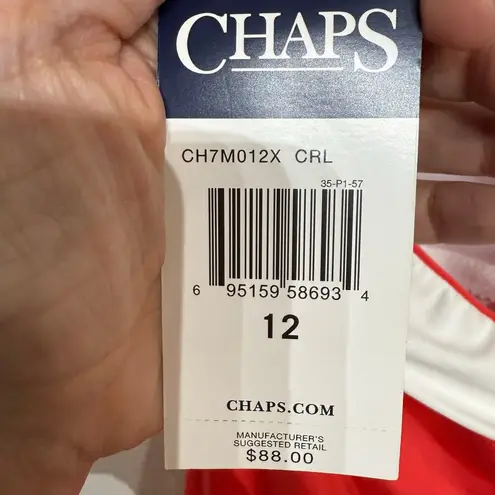 CHAPS
CH7M012X CRL
35-P1-57
6 95159 58693 4
12
CHAPS.COM
MANUFACTURER'S
SUGGESTED RETAIL
$88.00